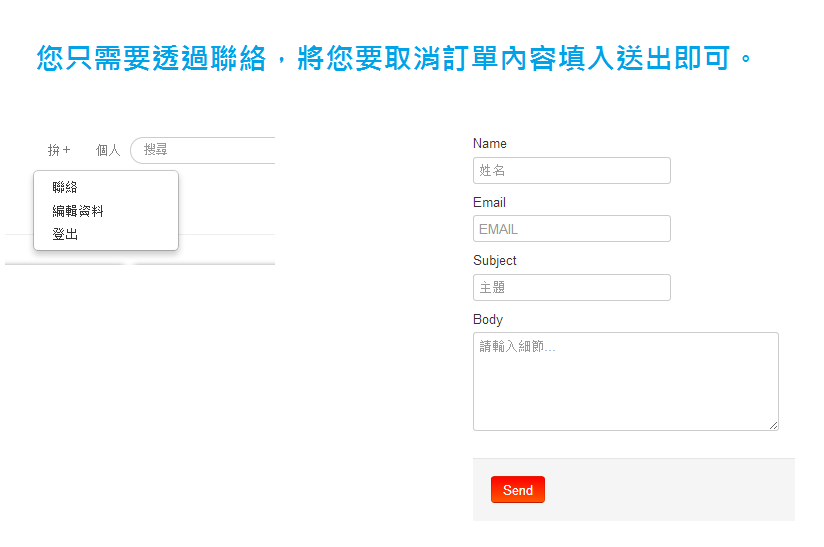 您只需要透過聯絡，將您要取消訂單內容填入送出即可。
拚+ 個人 搜尋
聯絡
編輯資料
登出
Name
姓名
Email
EMAIL
Subject
主題
Body
請輸入細節...
Send